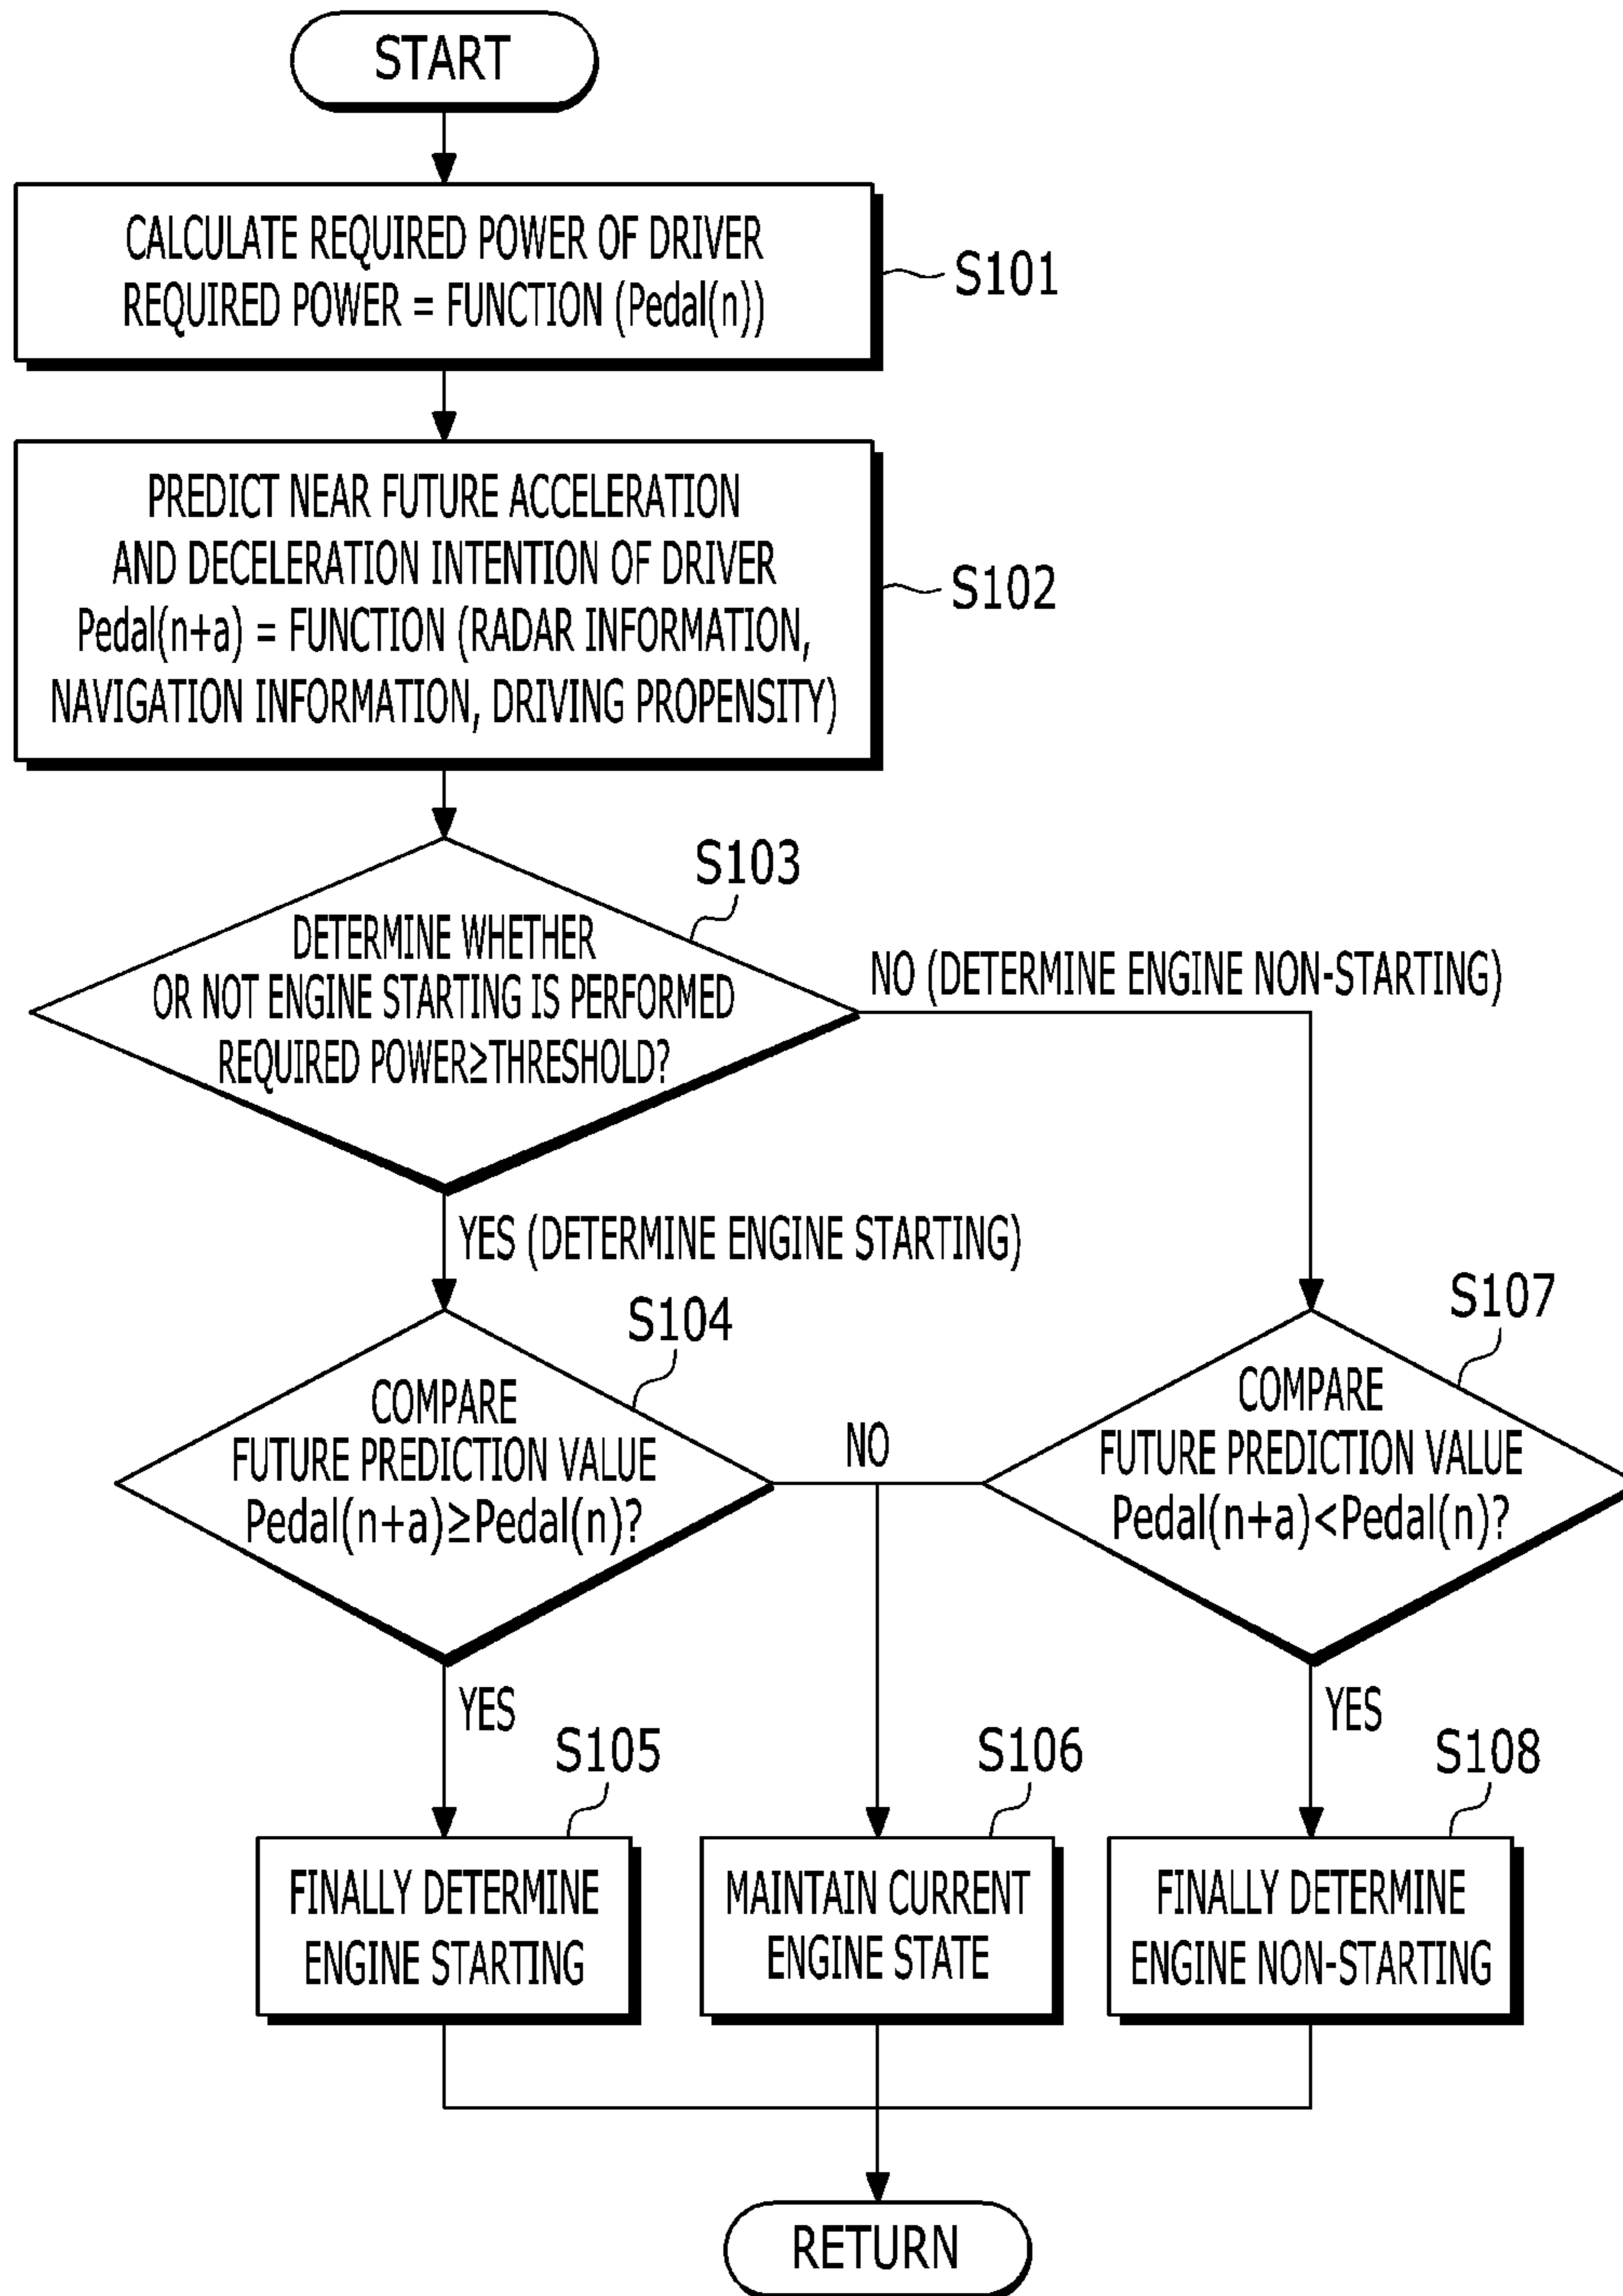 START
CALCULATE REQUIRED POWER OF DRIVER
REQUIRED POWER = FUNCTION (Pedal(n))
S101
PREDICT NEAR FUTURE ACCELERATION
AND DECELERATION INTENTION OF DRIVER
Pedal(n+a) = FUNCTION (RADAR INFORMATION,
NAVIGATION INFORMATION, DRIVING PROPENSITY)
S102
S103
DETERMINE WHETHER
OR NOT ENGINE STARTING IS PERFORMED
REQUIRED POWER≥THRESHOLD?
NO (DETERMINE ENGINE NON-STARTING)
YES (DETERMINE ENGINE STARTING)
S104
COMPARE
FUTURE PREDICTION VALUE
Pedal(n+a)≥Pedal(n)?
NO
S107
COMPARE
FUTURE PREDICTION VALUE
Pedal(n+a)<Pedal(n)?
YES
YES
S105
FINALLY DETERMINE
ENGINE STARTING
S106
MAINTAIN CURRENT
ENGINE STATE
S108
FINALLY DETERMINE
ENGINE NON-STARTING
RETURN